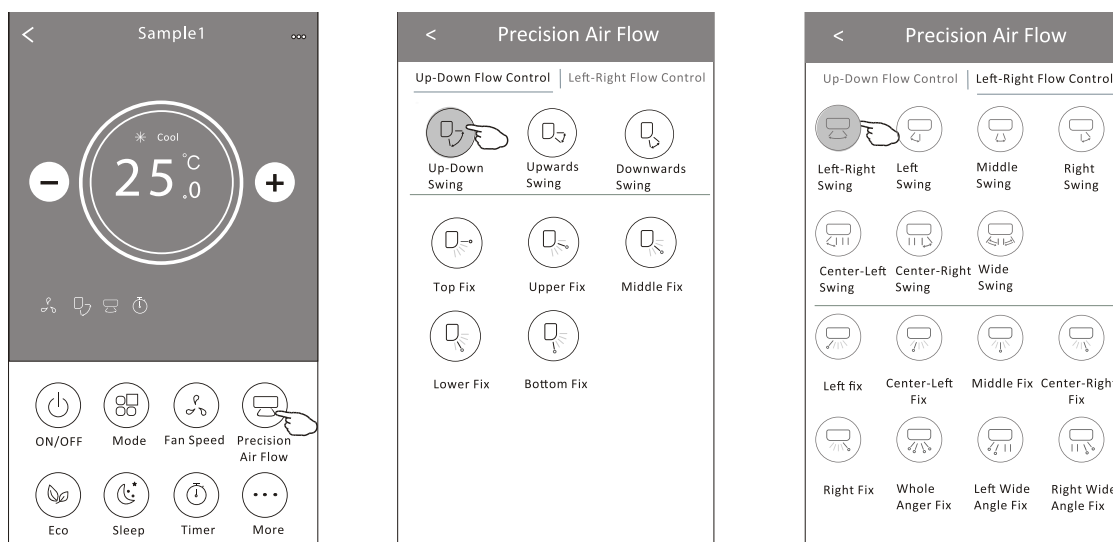 Sample1
Cool
25.0 °C
ON/OFF
Mode
Fan Speed
Precision
Air Flow
Eco
Sleep
Timer
More
Precision Air Flow
Up-Down Flow Control
Left-Right Flow Control
Up-Down
Swing
Upwards
Swing
Downwards
Swing
Top Fix
Upper Fix
Middle Fix
Lower Fix
Bottom Fix
Precision Air Flow
Up-Down Flow Control
Left-Right Flow Control
Left-Right
Swing
Left
Swing
Middle
Swing
Right
Swing
Center-Left
Swing
Center-Right
Swing
Wide
Swing
Left fix
Center-Left
Fix
Middle Fix
Center-Right
Fix
Right Fix
Whole
Anger Fix
Left Wide
Angle Fix
Right Wide
Angle Fix